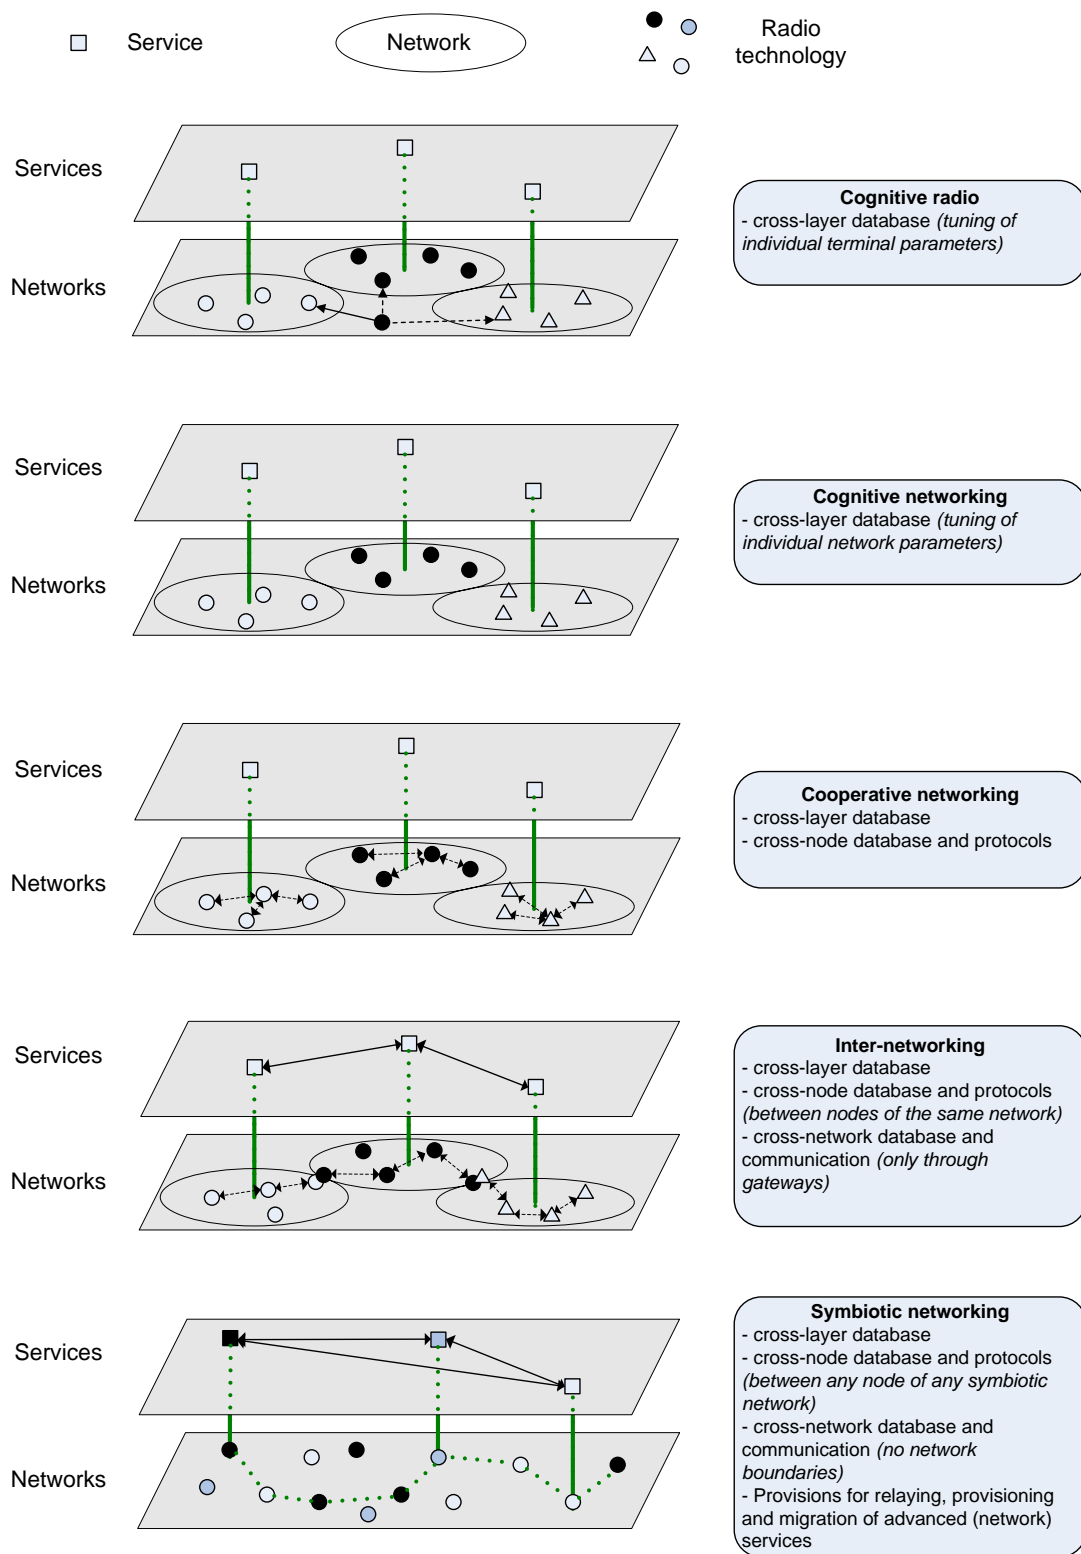 Service
Network
Radio
technology
Services
Networks
Cognitive radio
- cross-layer database (tuning of
individual terminal parameters)
Services
Networks
Cognitive networking
- cross-layer database (tuning of
individual network parameters)
Services
Networks
Cooperative networking
- cross-layer database
- cross-node database and protocols
Services
Networks
Inter-networking
- cross-layer database
- cross-node database and protocols
(between nodes of the same network)
- cross-network database and
communication (only through
gateways)
Services
Networks
Symbiotic networking
- cross-layer database
- cross-node database and protocols
(between any node of any symbiotic
network)
- cross-network database and
communication (no network
boundaries)
- Provisions for relaying, provisioning
and migration of advanced (network)
services